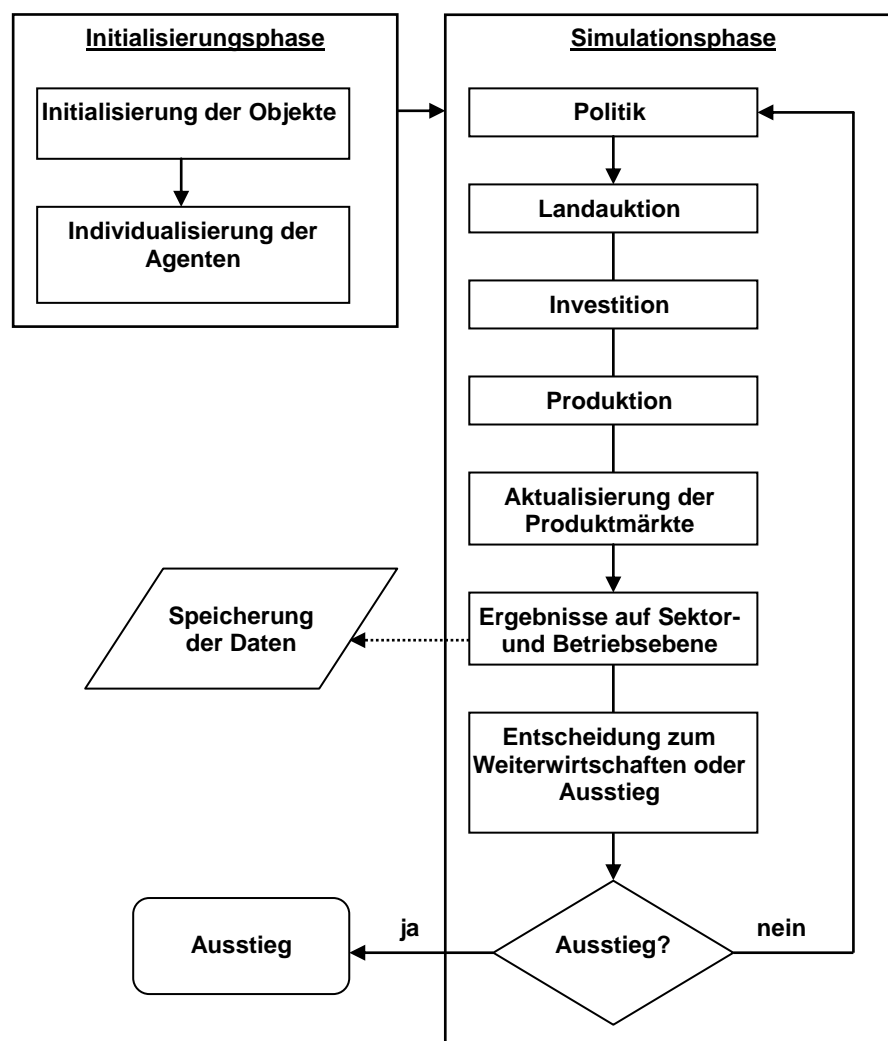 Initialisierungsphase
Initialisierung der Objekte
Individualisierung der
Agenten
Simulationsphase
Politik
Landauktion
Investition
Produktion
Aktualisierung der
Produktmärkte
Ergebnisse auf Sektor-
und Betriebsebene
Speicherung
der Daten
Entscheidung zum
Weiterwirtschaften oder
Ausstieg
Ausstieg?
ja
nein
Ausstieg